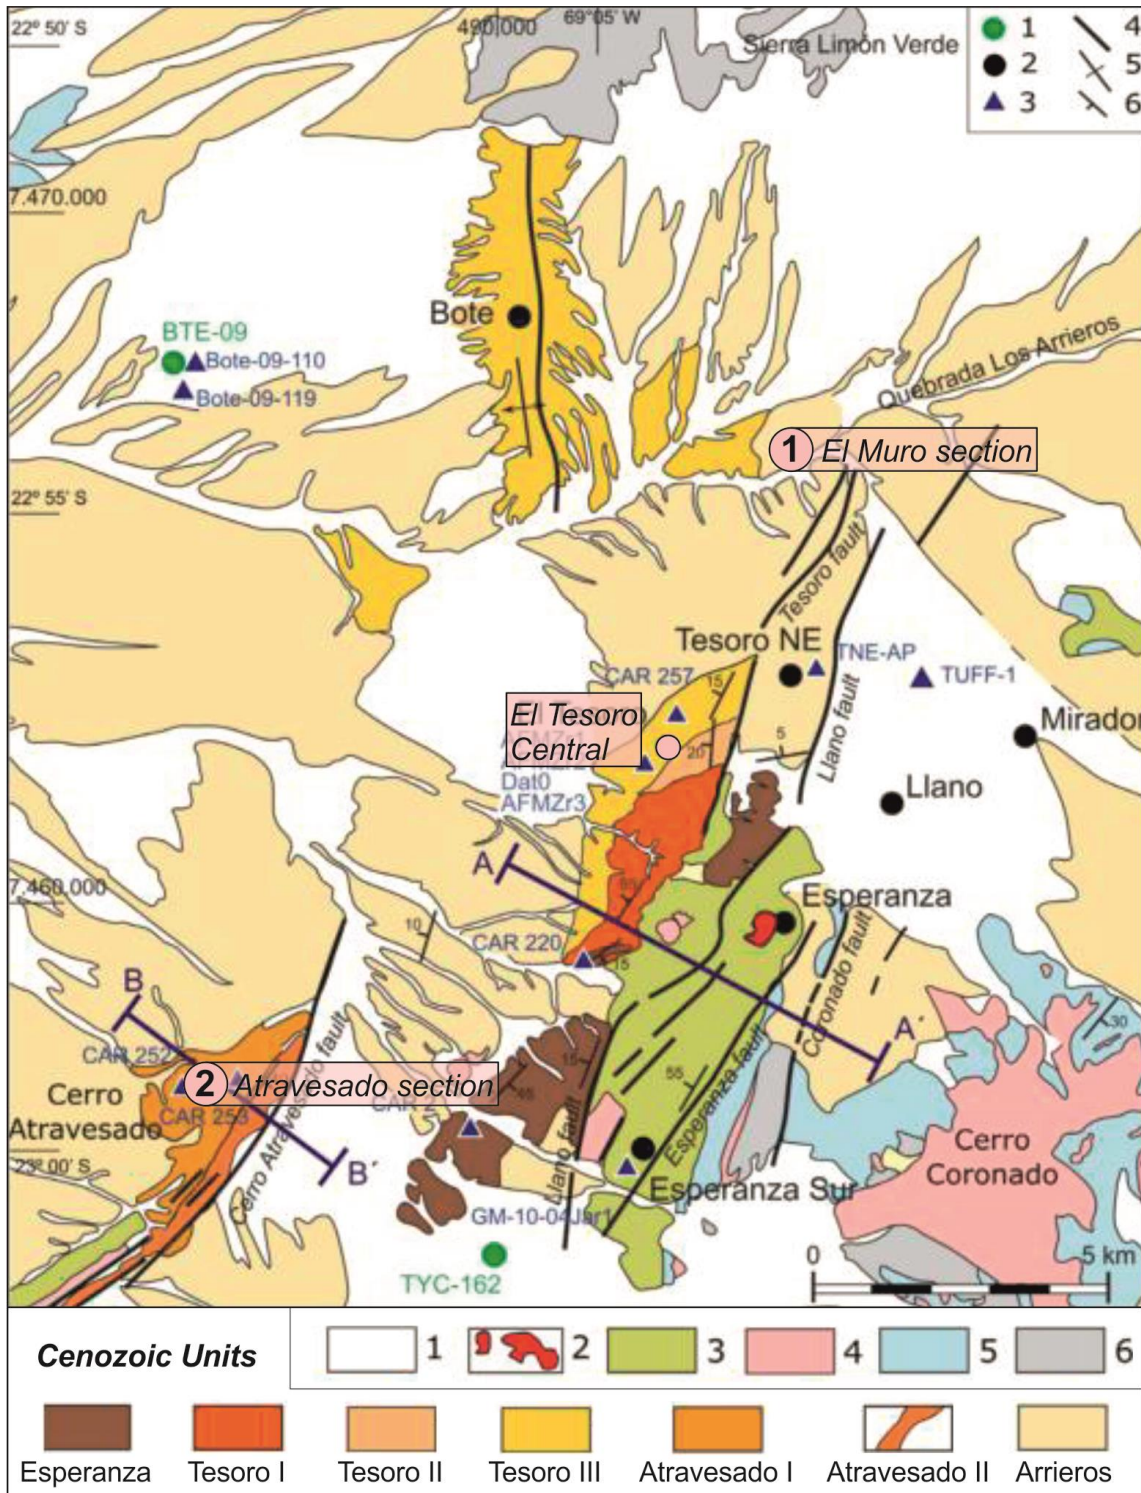 22º 50´ S
490.000
69º05´ W
Sierra Limón Verde
1
2
3
4
5
6
7.470.000
Bote
BTE-09
Bote-09-110
Bote-09-119
Quebrada Los Arrieros
1 El Muro section
22º 55´ S
Tesoro fault
Tesoro NE
TNE-AP
TUFF-1
CAR 257
15
El Tesoro
Central
20
5
Llano fault
Mirador
Llano
Dat0
AFMZr3
A
7.460.000
Esperanza
10
CAR 220
15
Coronado fault
B
A´
30
CAR 252
2 Atravesado section
Cerro
Atravesado
CAR 253
Cerro Atravesado fault
15
45
55
Esperanza fault
Llano fault
Cerro
Coronado
23º 00´ S
B´
Esperanza Sur
GM-10-04Jar1
TYC-162
0
5 km
Cenozoic Units
1
2
3
4
5
6
Esperanza
Tesoro I
Tesoro II
Tesoro III
Atravesado I
Atravesado II
Arrieros